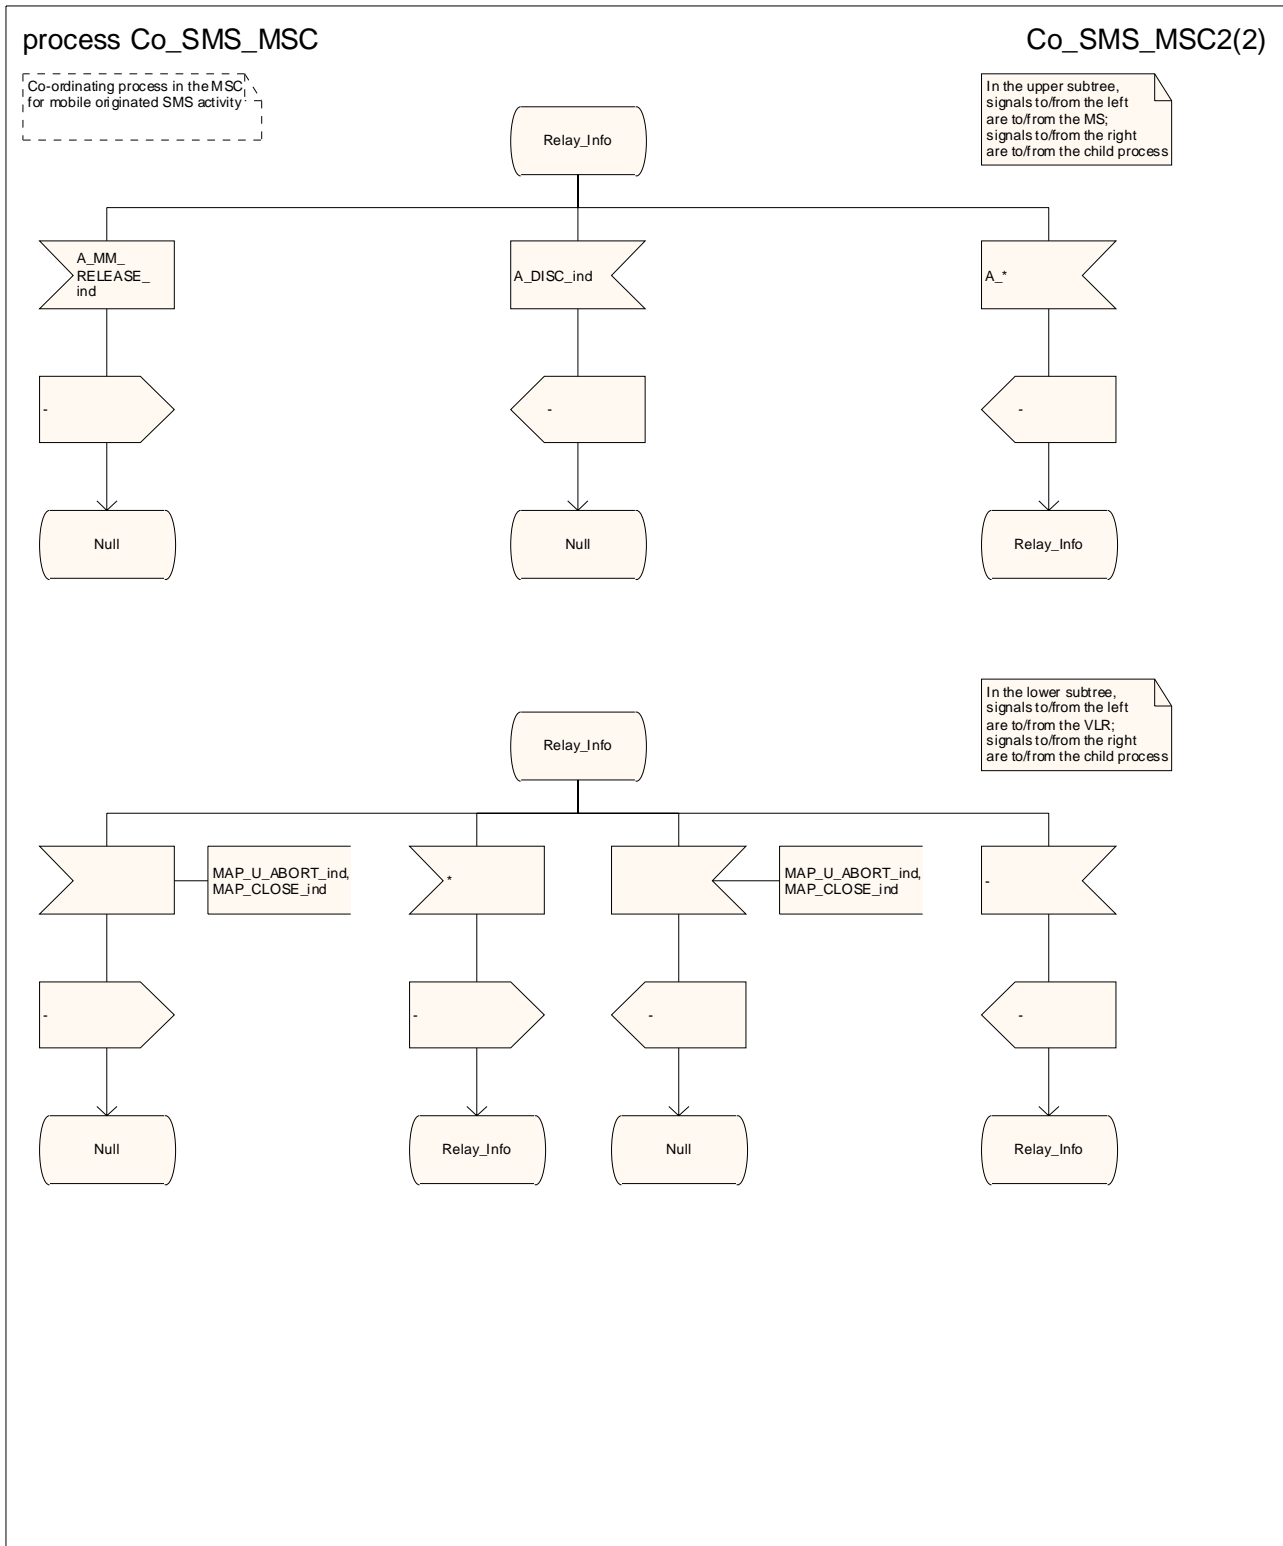 process Co_SMS_MSC
Co_SMS_MSC2(2)
Co-ordinating process in the MSC
for mobile originated SMS activity
In the upper subtree,
signals to/from the left
are to/from the MS;
signals to/from the right
are to/from the child process
Relay_Info
A_MM_
RELEASE_
ind
A_DISC_ind
A_*
-
-
-
Null
Null
Relay_Info
In the lower subtree,
signals to/from the left
are to/from the VLR;
signals to/from the right
are to/from the child process
Relay_Info
MAP_U_ABORT_ind,
MAP_CLOSE_ind
*
MAP_U_ABORT_ind,
MAP_CLOSE_ind
-
-
-
-
-
Null
Relay_Info
Null
Relay_Info